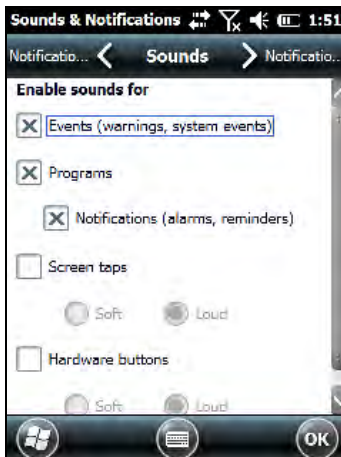 Sounds & Notifications 1:51
Notificatio... Sounds Notificatio..
Enable sounds for
Events (warnings, system events)
Programs
Notifications (alarms, reminders)
Screen taps
Soft Loud
Hardware buttons
Soft Loud
OK